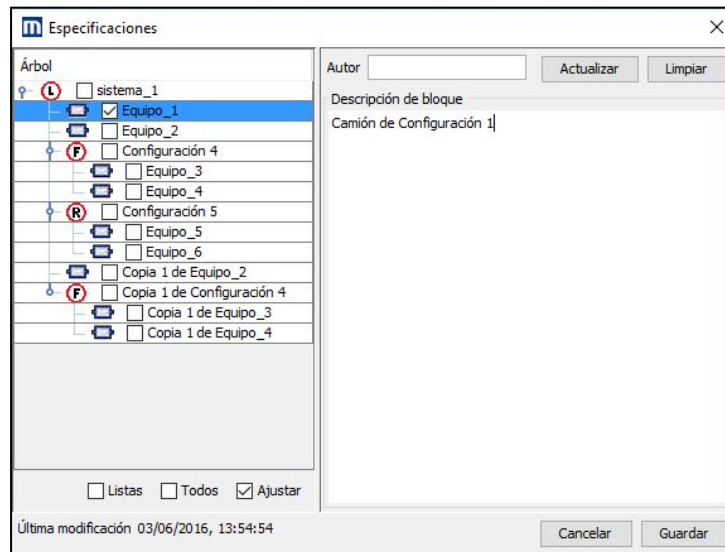 m Especificaciones
Árbol
L sistema_1
Equipo_1
Equipo_2
F Configuración 4
Equipo_3
Equipo_4
R Configuración 5
Equipo_5
Equipo_6
Copia 1 de Equipo_2
F Copia 1 de Configuración 4
Copia 1 de Equipo_3
Copia 1 de Equipo_4
Listas Todos Ajustar
Autor Actualizar Limpiar
Descripción de bloque
Camión de Configuración 1
Última modificación 03/06/2016, 13:54:54
Cancelar Guardar